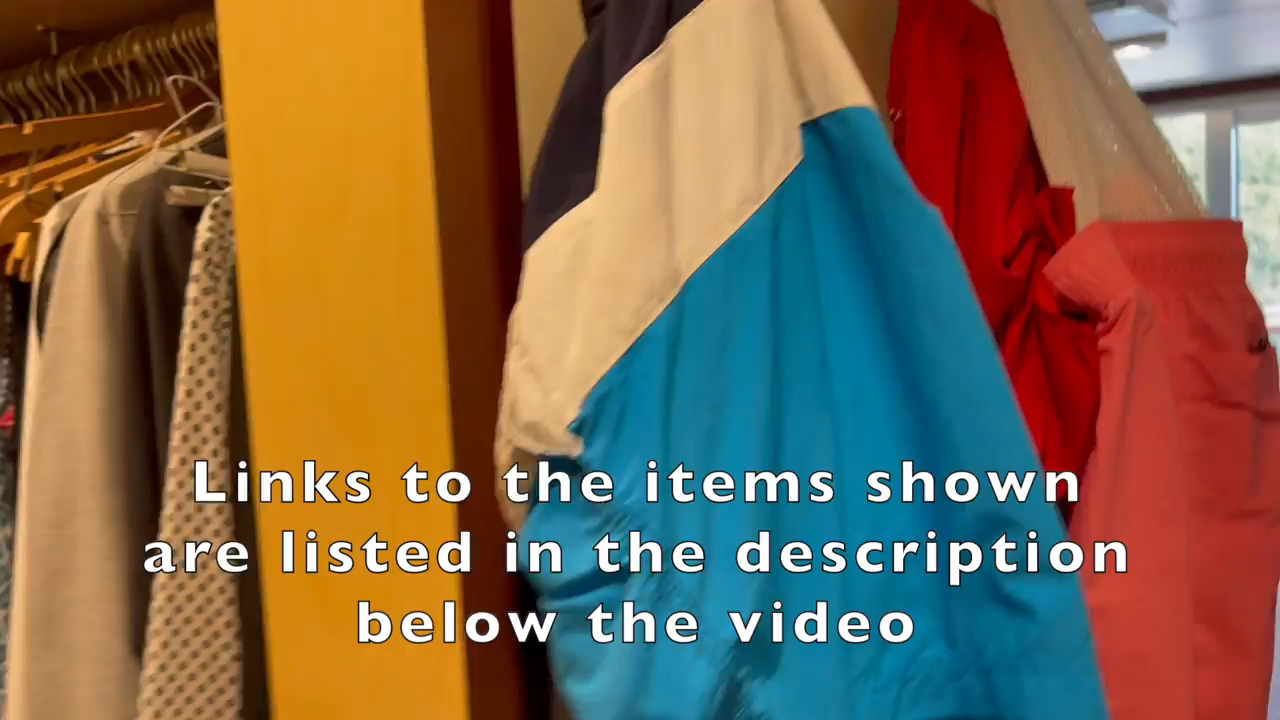 Links to the items shown
are listed in the description
below the video